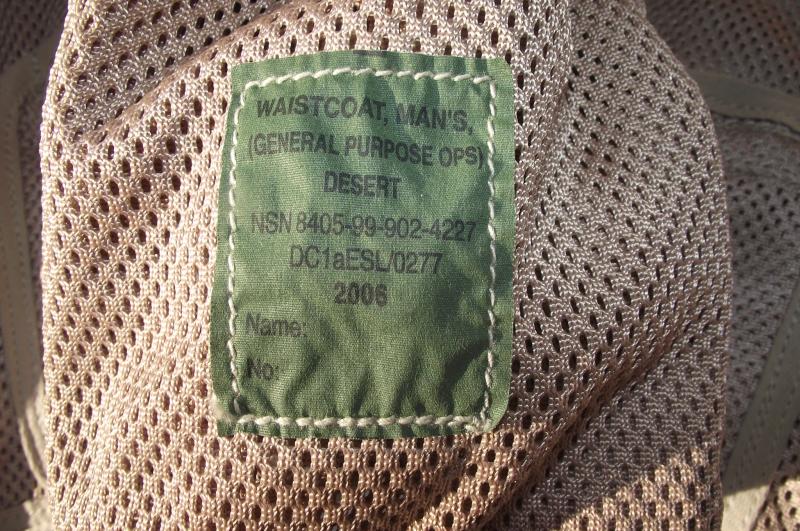 WAISTCOAT, MAN'S,
(GENERAL PURPOSE OPS)
DESERT
NSN 8405-99-902-4227
DC1aESL/0277
2006
Name:
No: